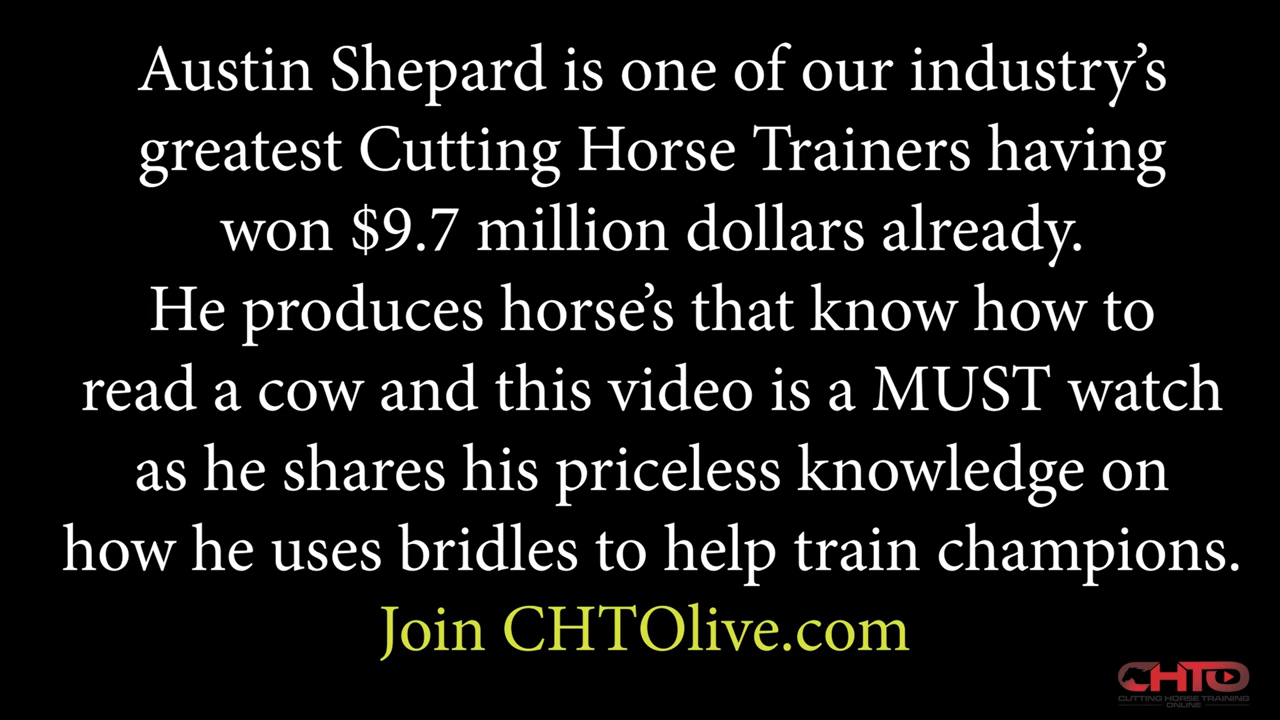 Austin Shepard is one of our industry’s
greatest Cutting Horse Trainers having
won $9.7 million dollars already.
He produces horse’s that know how to
read a cow and this video is a MUST watch
as he shares his priceless knowledge on
how he uses bridles to help train champions.
Join CHTOlive.com
CHTO
CUTTING HORSE TRAINING
ONLINE